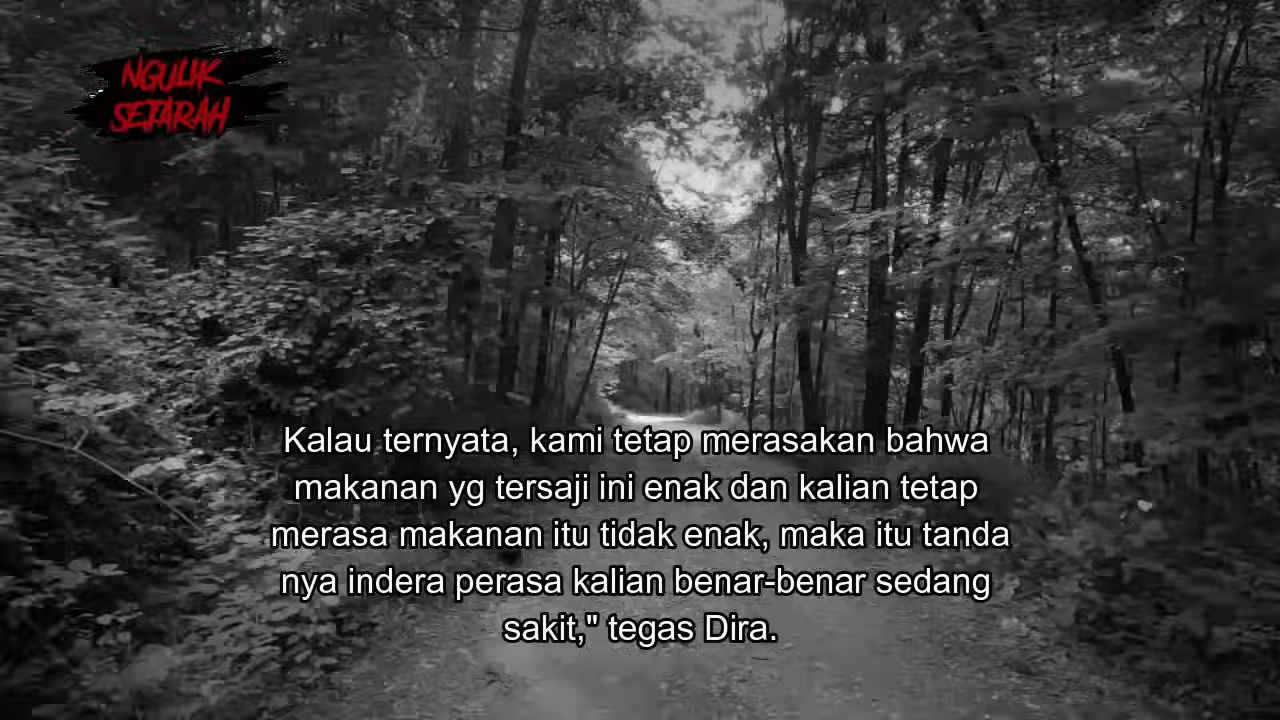 NGULIK
SEJARAH
Kalau ternyata, kami tetap merasakan bahwa
makanan yg tersaji ini enak dan kalian tetap
merasa makanan itu tidak enak, maka itu tanda
nya indera perasa kalian benar-benar sedang
sakit," tegas Dira.